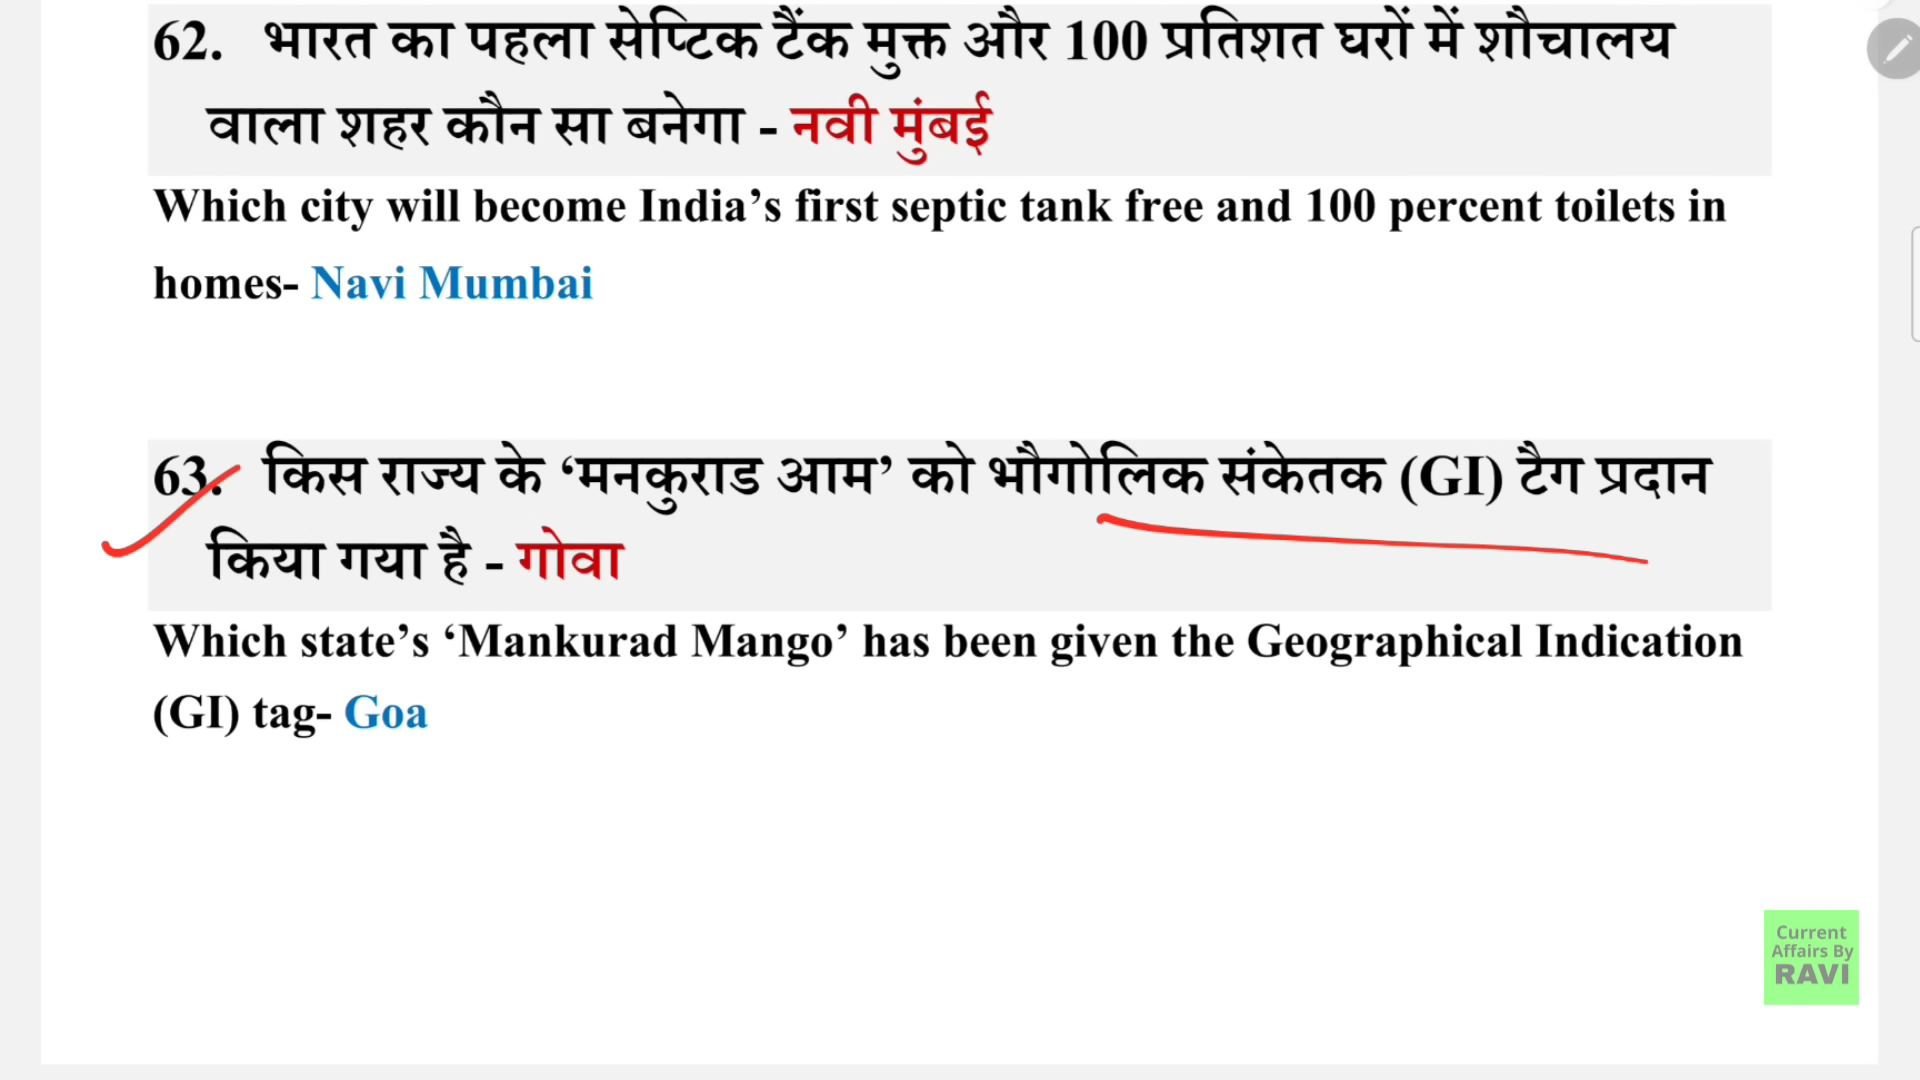 62. भारत का पहला सेप्टिक टैंक मुक्त और 100 प्रतिशत घरों में शौचालय
वाला शहर कौन सा बनेगा - नवी मुंबई
Which city will become India’s first septic tank free and 100 percent toilets in
homes- Navi Mumbai
63. किस राज्य के ‘मनकुराड आम’ को भौगोलिक संकेतक (GI) टैग प्रदान
किया गया है - गोवा
Which state’s ‘Mankurad Mango’ has been given the Geographical Indication
(GI) tag- Goa
Current
Affairs By
RAVI